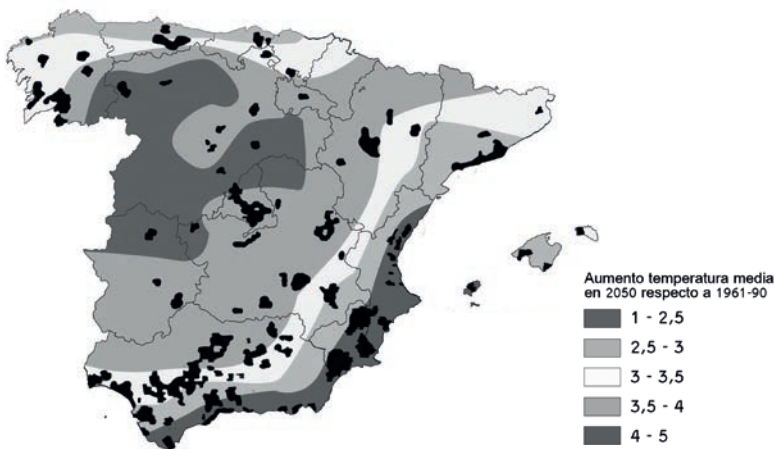 Aumento temperatura media
en 2050 respecto a 1961-90
1 - 2,5
2,5 - 3
3 - 3,5
3,5 - 4
4 - 5